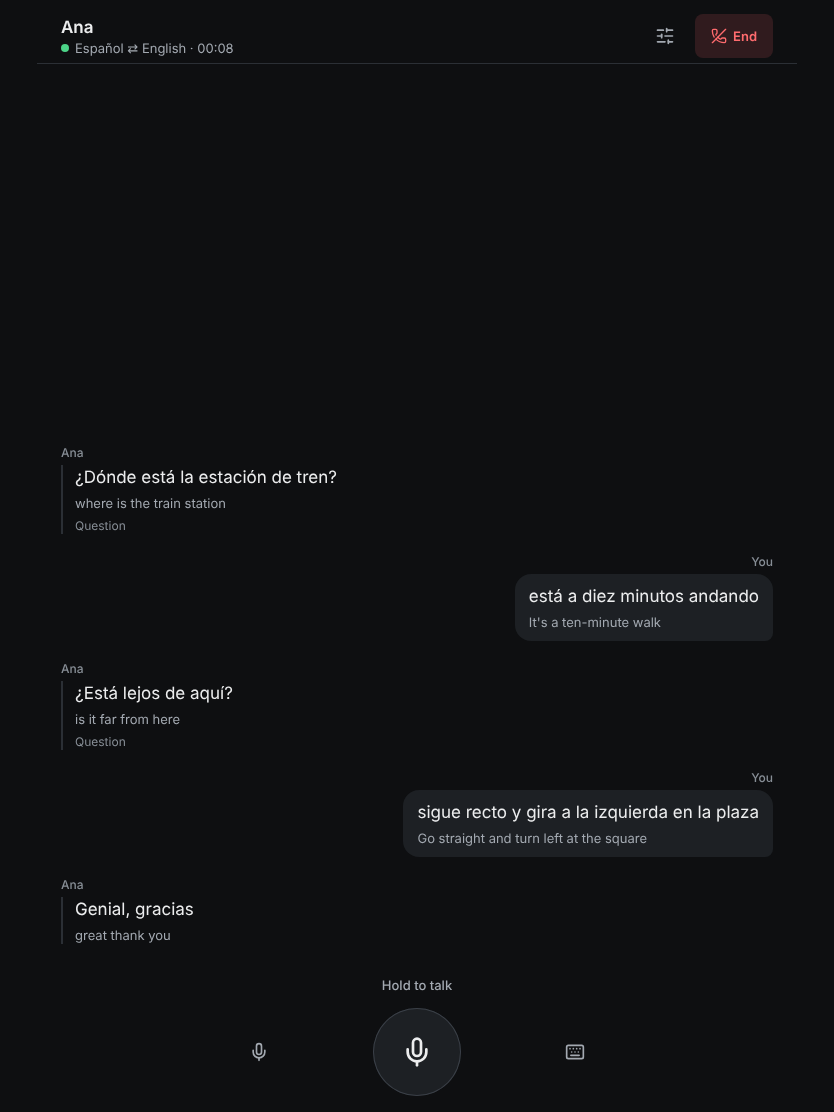 Ana
Español ⇄ English · 00:08
End
Ana
¿Dónde está la estación de tren?
where is the train station
Question
You
está a diez minutos andando
It's a ten-minute walk
Ana
¿Está lejos de aquí?
is it far from here
Question
You
sigue recto y gira a la izquierda en la plaza
Go straight and turn left at the square
Ana
Genial, gracias
great thank you
Hold to talk